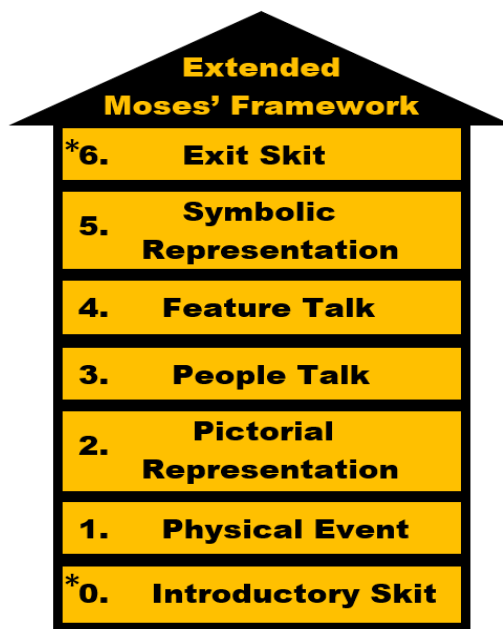 Extended
Moses’ Framework
*6. Exit Skit
5. Symbolic
Representation
4. Feature Talk
3. People Talk
2. Pictorial
Representation
1. Physical Event
*0. Introductory Skit